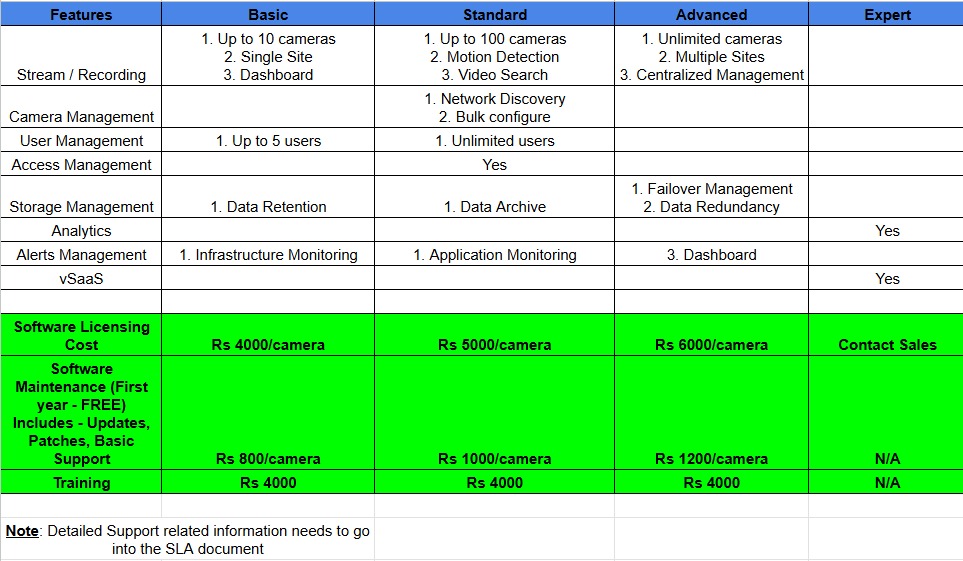 Features Basic Standard Advanced Expert
1. Up to 10 cameras 1. Up to 100 cameras 1. Unlimited cameras
2. Single Site 2. Motion Detection 2. Multiple Sites
Stream / Recording 3. Dashboard 3. Video Search 3. Centralized Management
1. Network Discovery
Camera Management 2. Bulk configure
User Management 1. Up to 5 users 1. Unlimited users
Access Management Yes
1. Failover Management
Storage Management 1. Data Retention 1. Data Archive 2. Data Redundancy
Analytics Yes
Alerts Management 1. Infrastructure Monitoring 1. Application Monitoring 3. Dashboard
vSaaS Yes
Software Licensing
Cost Rs 4000/camera Rs 5000/camera Rs 6000/camera Contact Sales
Software
Maintenance (First
year - FREE)
Includes - Updates,
Patches, Basic
Support Rs 800/camera Rs 1000/camera Rs 1200/camera N/A
Training Rs 4000 Rs 4000 Rs 4000 N/A
Note: Detailed Support related information needs to go
into the SLA document